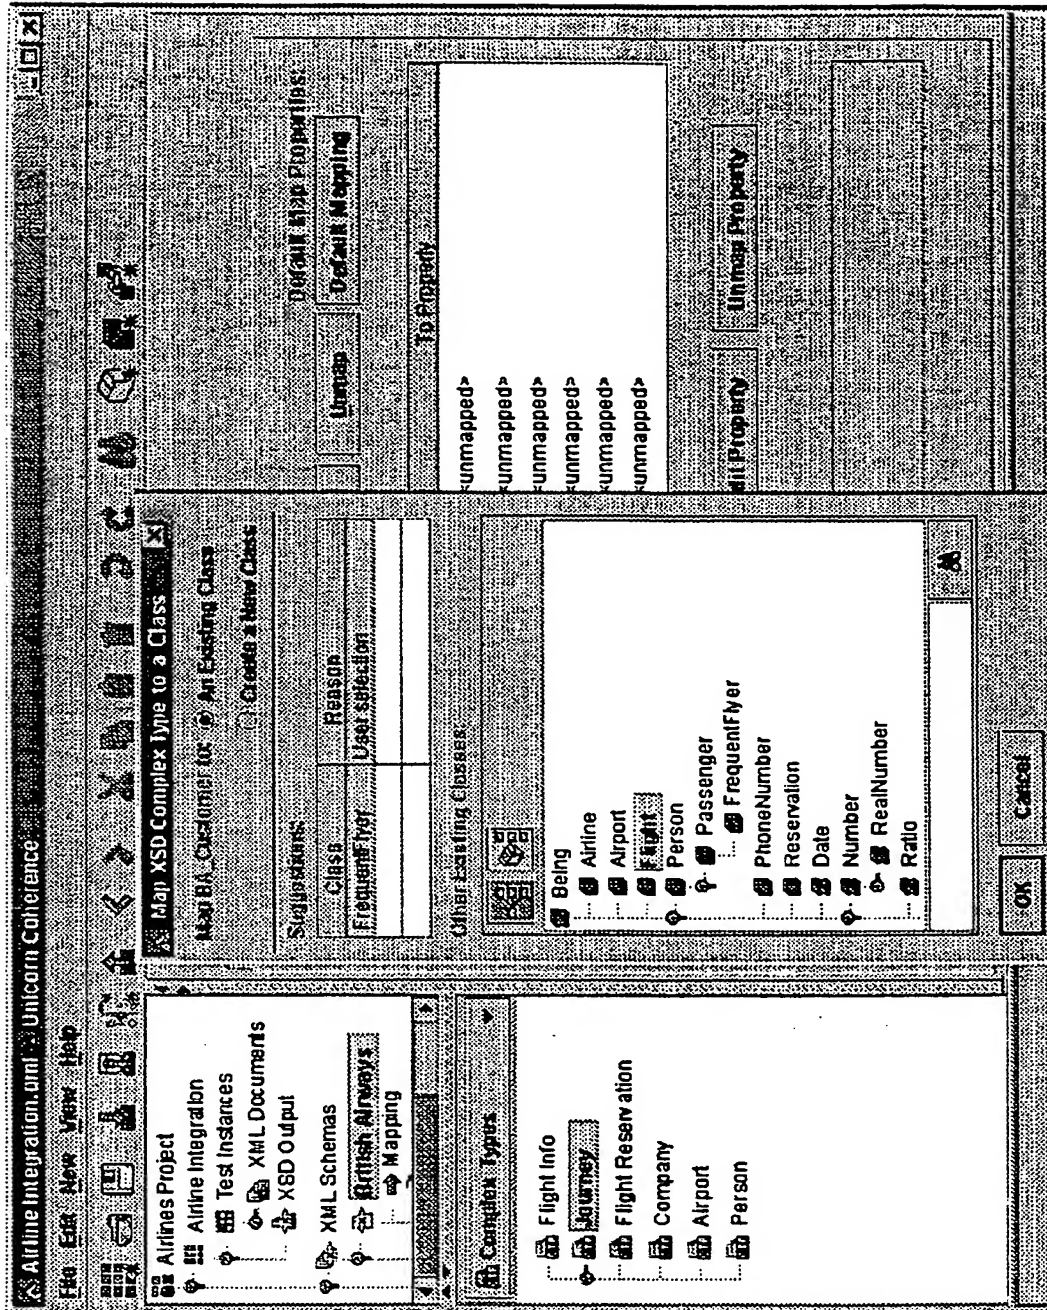 Airline Integration.uml - Unicorn Coherence
File Edit New View Help
Airlines Project
Airline Integration
Test Instances
XML Documents
XSD Output
XML Schemas
British Airways
Mapping
Complex Types
Flight Info
Journey
Flight Reservation
Company
Airport
Person
Map XSD Complex Type to a Class
Map BA_Customer to: An Existing Class
Create a New Class
Suggestions:
Class Reason
FrequentFlyer User selection
Other Existing Classes:
Being
Airline
Airport
Flight
Person
Passenger
FrequentFlyer
PhoneNumber
Reservation
Date
Number
RealNumber
Ratio
OK Cancel
Default Map Properties:
Unmap Default Mapping
To Property
<unmapped>
<unmapped>
<unmapped>
<unmapped>
<unmapped>
<unmapped>
dit Property Unmap Property